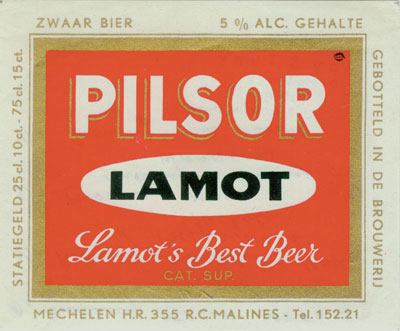 ZWAAR BIER 5% ALC. GEHALTE
PILSOR
LAMOT
Lamot's Best Beer
CAT. SUP.
STATIEGELD 25 cl. 10 ct. - 75 cl. 15 ct.
GEBOTTELD IN DE BROUWERIJ
MECHELEN H.R. 355 R.C. MALINES - Tel. 152.21